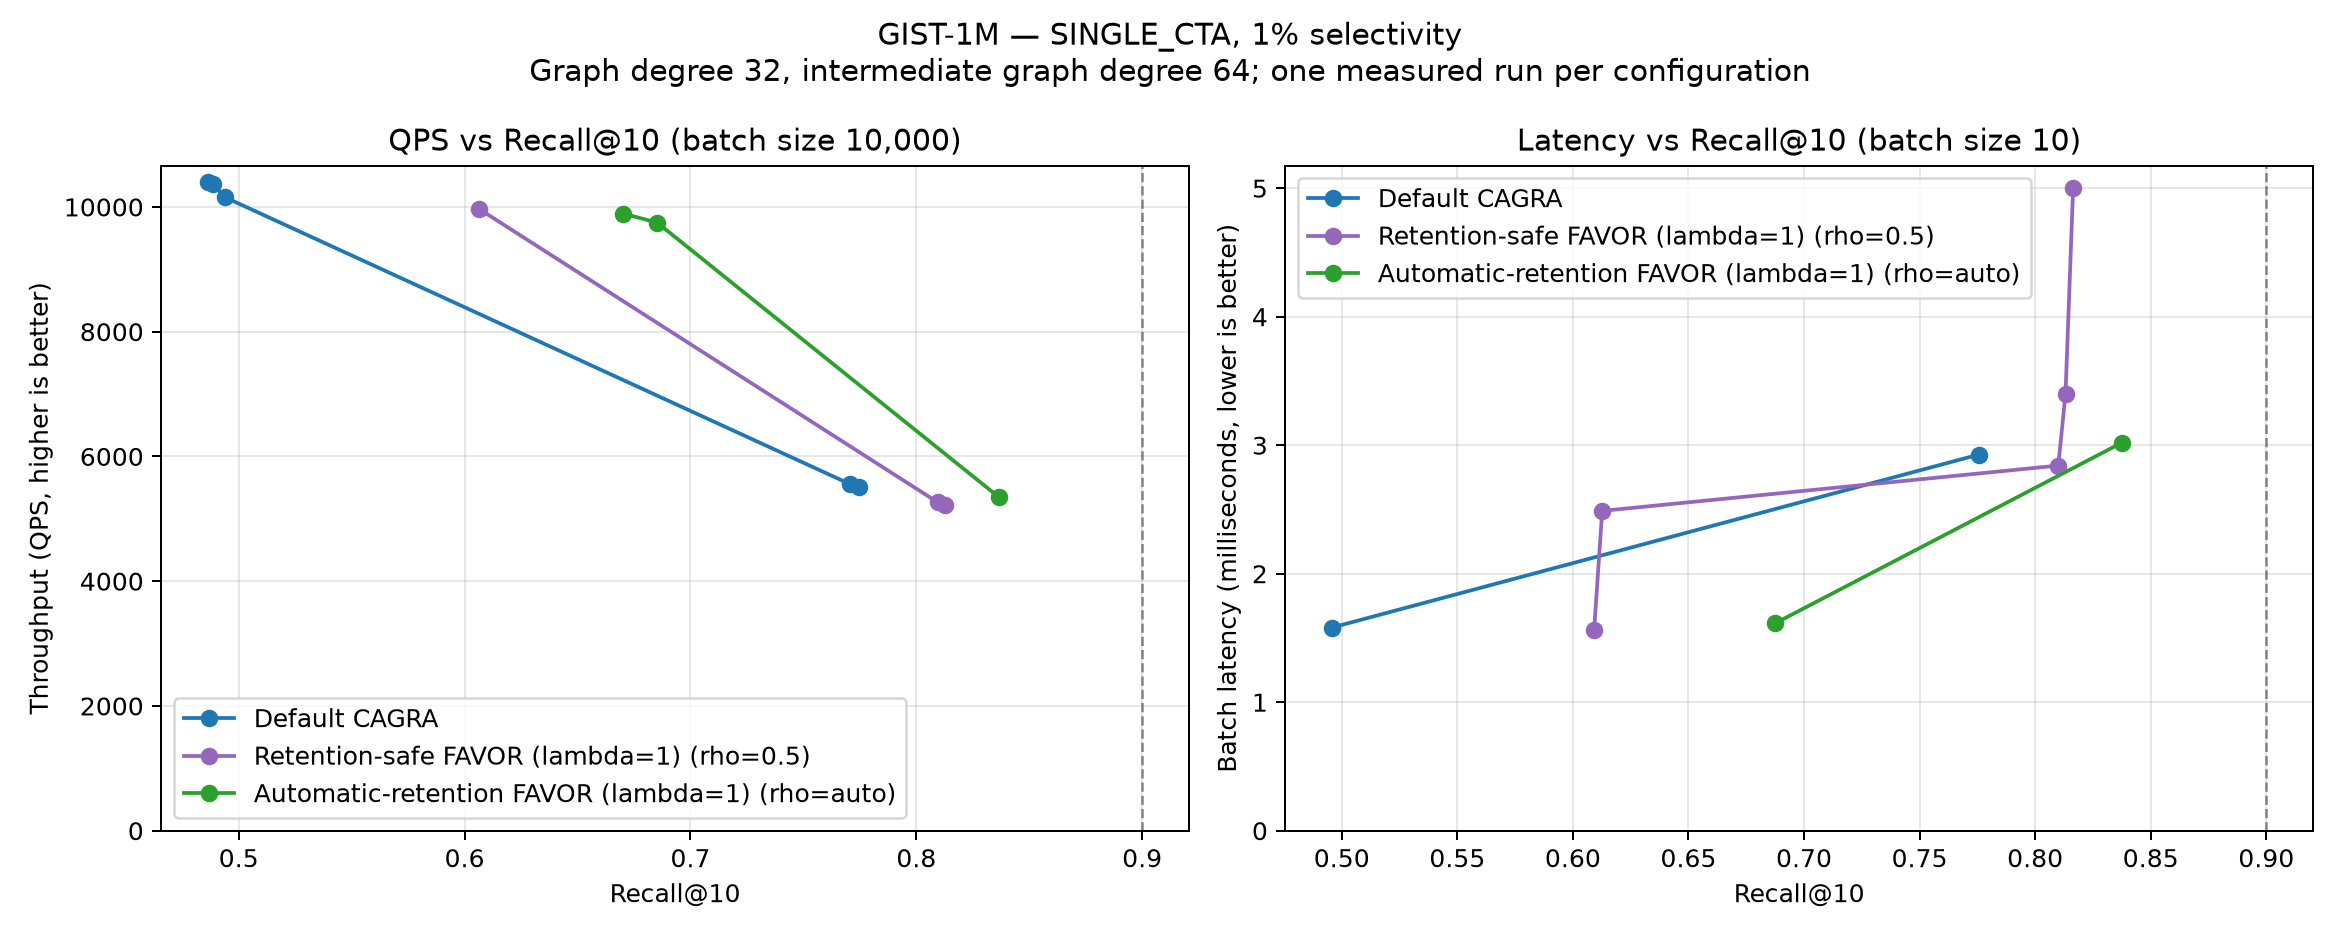 GIST-1M — SINGLE_CTA, 1% selectivity
Graph degree 32, intermediate graph degree 64; one measured run per configuration
QPS vs Recall@10 (batch size 10,000)
Throughput (QPS, higher is better)
10000
8000
6000
4000
2000
0
Default CAGRA
Retention-safe FAVOR (lambda=1) (rho=0.5)
Automatic-retention FAVOR (lambda=1) (rho=auto)
0.5 0.6 0.7 0.8 0.9
Recall@10
Latency vs Recall@10 (batch size 10)
Batch latency (milliseconds, lower is better)
5
4
3
2
1
0
Default CAGRA
Retention-safe FAVOR (lambda=1) (rho=0.5)
Automatic-retention FAVOR (lambda=1) (rho=auto)
0.50 0.55 0.60 0.65 0.70 0.75 0.80 0.85 0.90
Recall@10